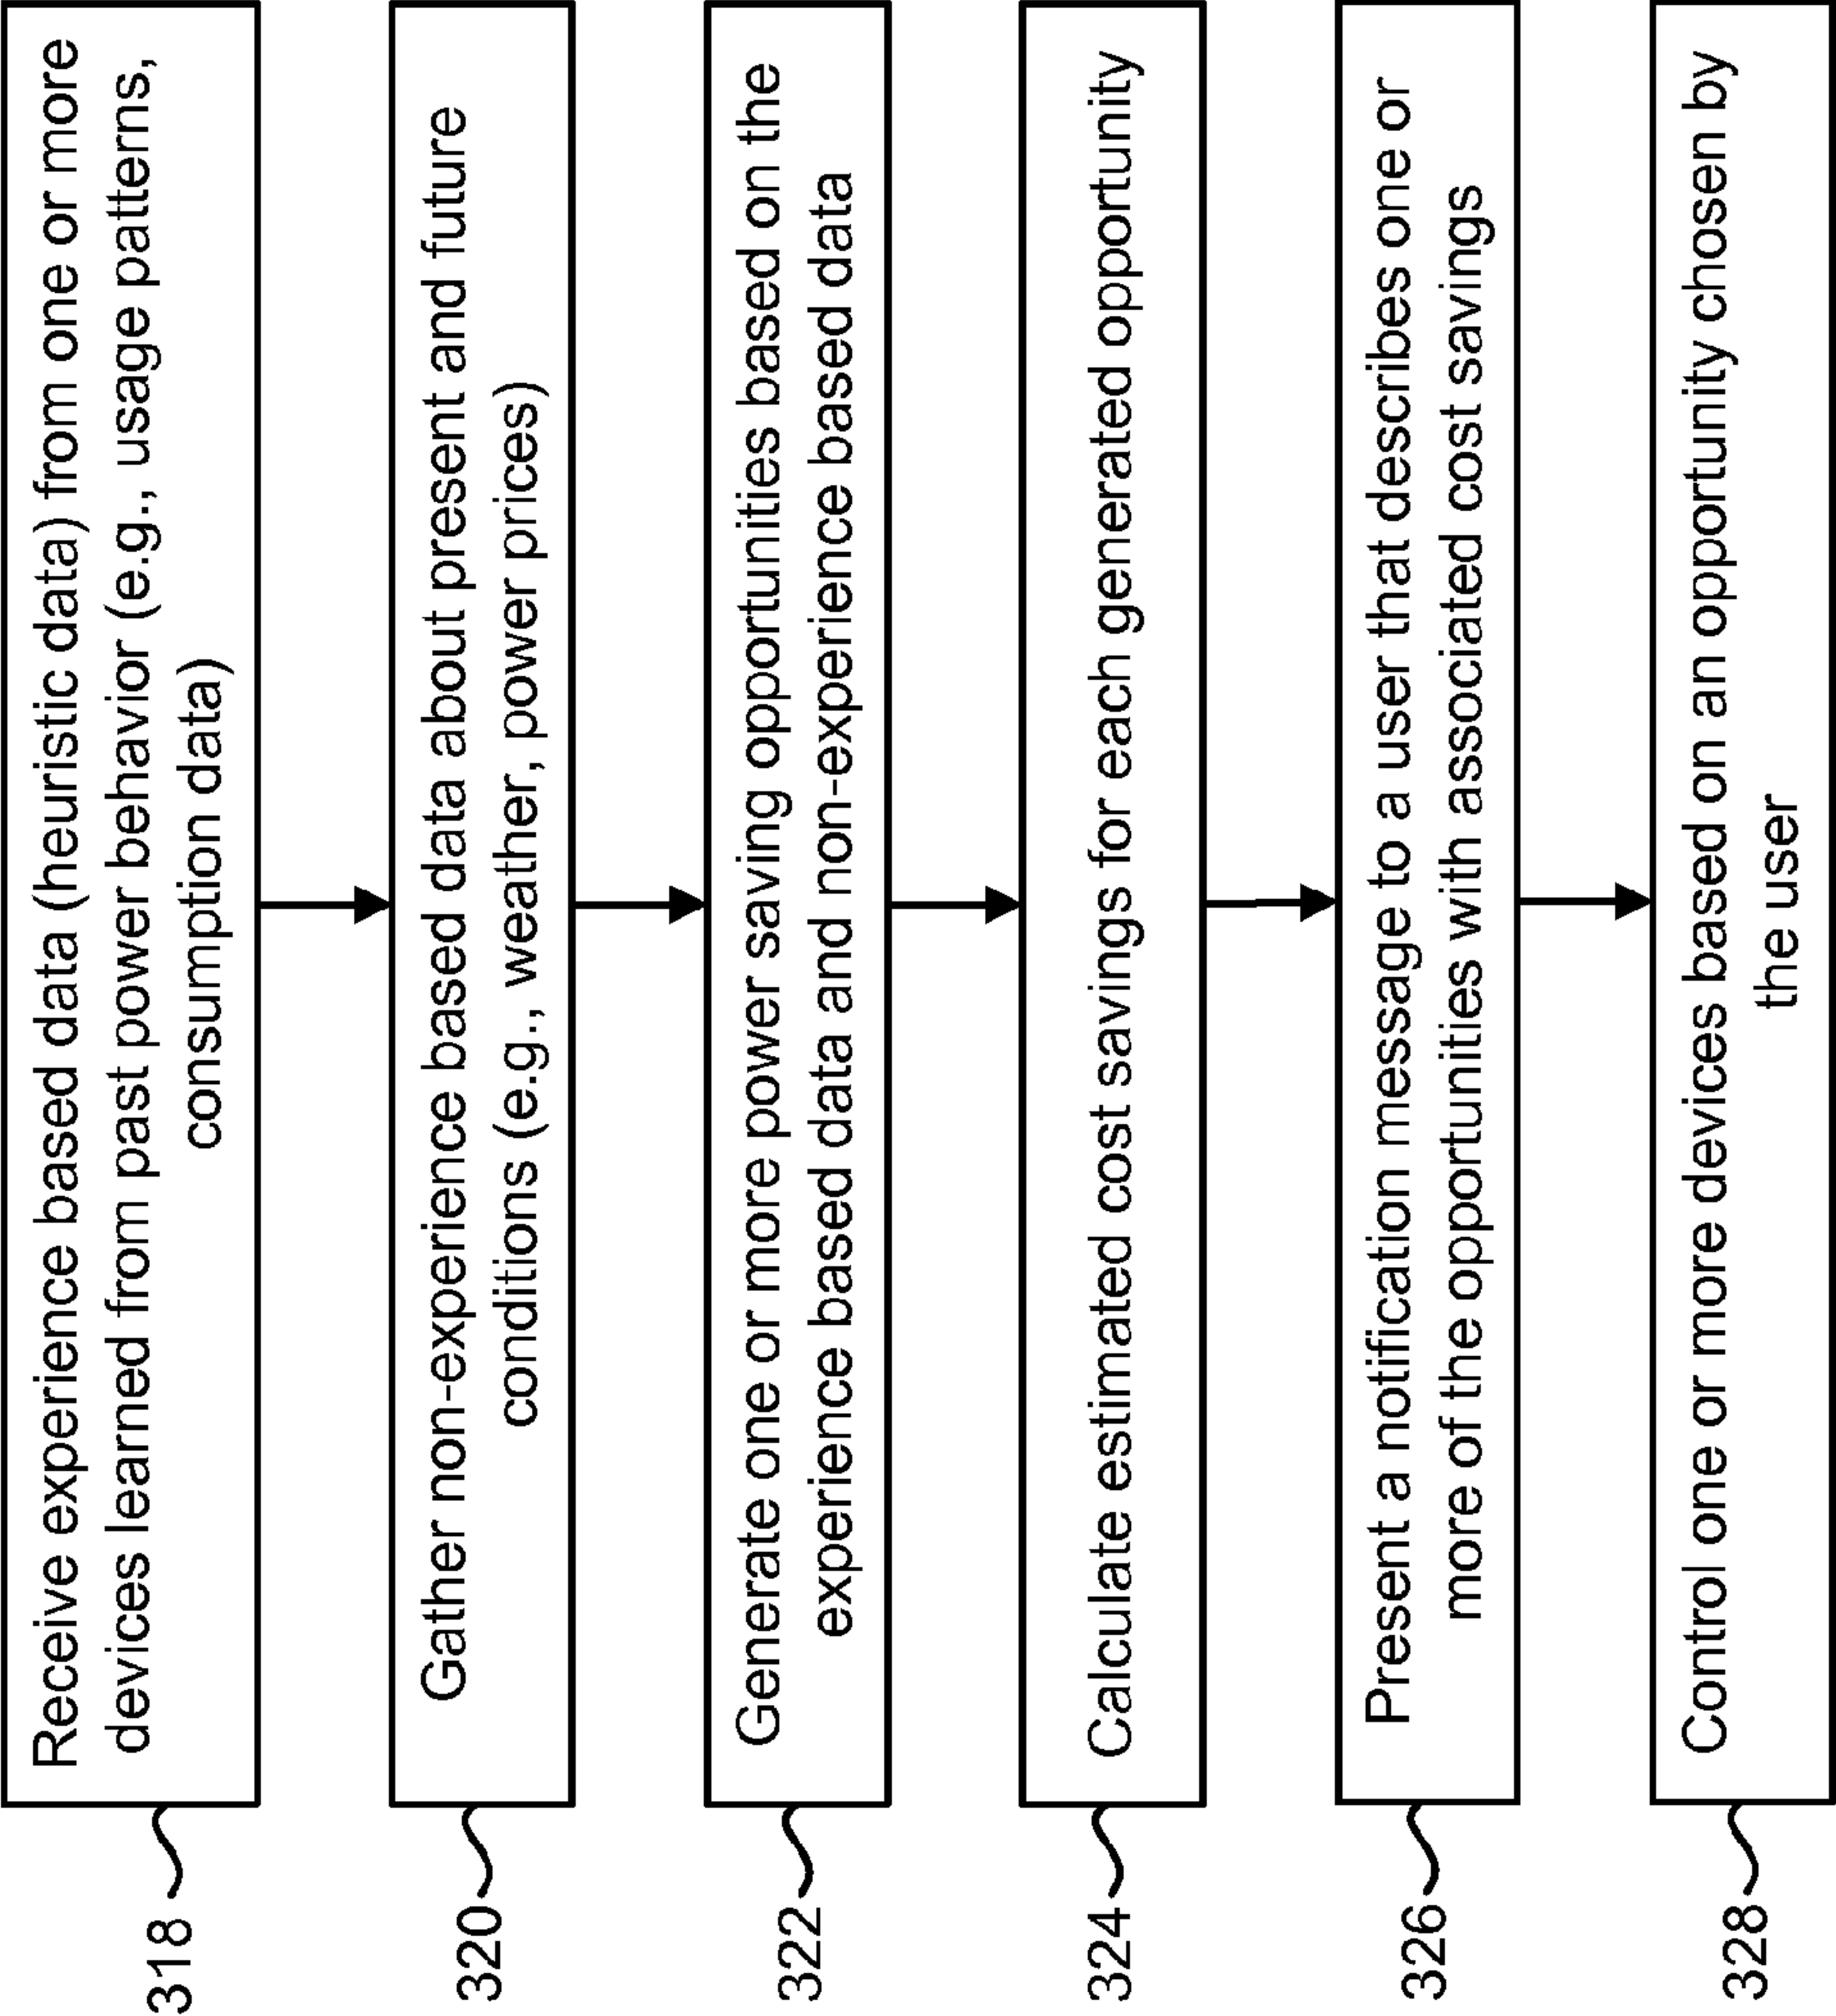 318
Receive experience based data (heuristic data) from one or more
devices learned from past power behavior (e.g., usage patterns,
consumption data)
320
Gather non-experience based data about present and future
conditions (e.g., weather, power prices)
322
Generate one or more power saving opportunities based on the
experience based data and non-experience based data
324
Calculate estimated cost savings for each generated opportunity
326
Present a notification message to a user that describes one or
more of the opportunities with associated cost savings
328
Control one or more devices based on an opportunity chosen by
the user